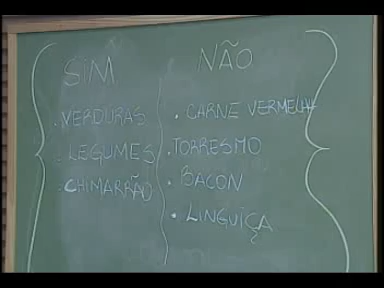 SIM
. VERDURAS
. LEGUMES
. CHIMARRÃO
NÃO
. CARNE VERMELHA
. TORRESMO
. BACON
. LINGUIÇA